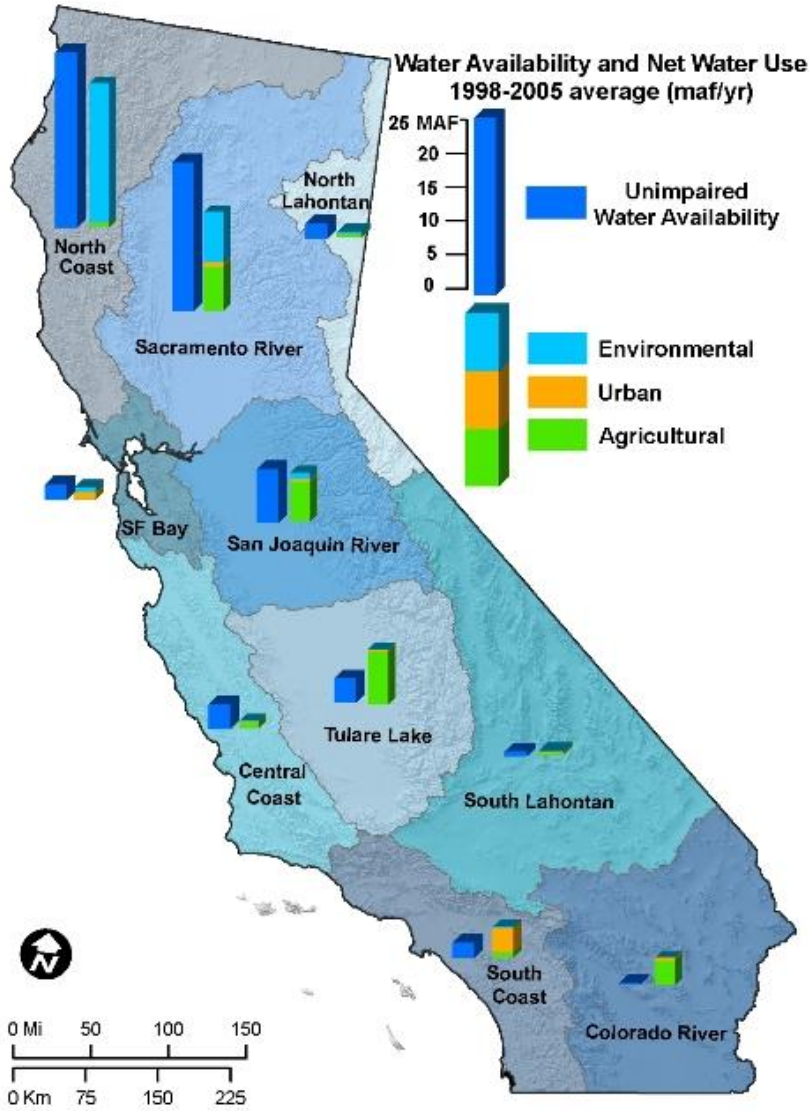 Water Availability and Net Water Use
1998-2005 average (maf/yr)
25 MAF
20
15
10
5
0
Unimpaired
Water Availability
Environmental
Urban
Agricultural
North
Lahontan
North
Coast
Sacramento River
SF Bay
San Joaquin River
Tulare Lake
Central
Coast
South Lahontan
South
Coast
Colorado River
N
0 Mi 50 100 150
0 Km 75 150 225